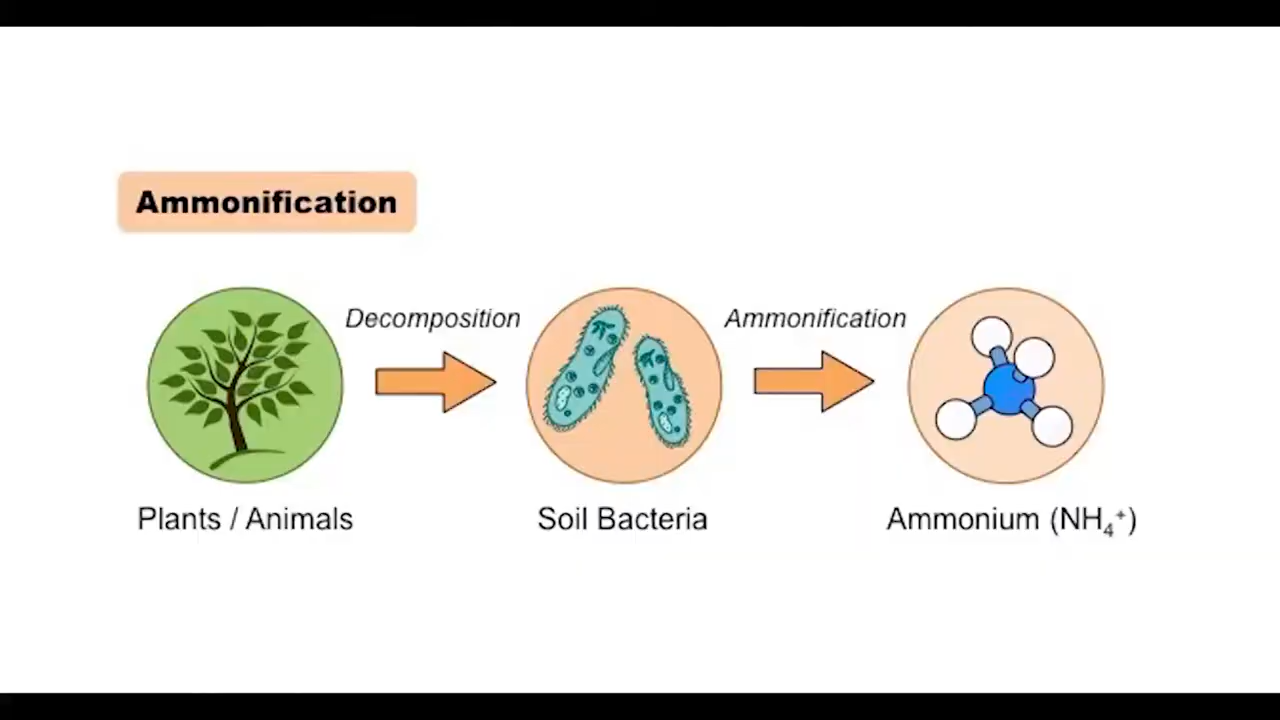 Ammonification
Decomposition
Ammonification
Plants / Animals
Soil Bacteria
Ammonium (NH₄⁺)